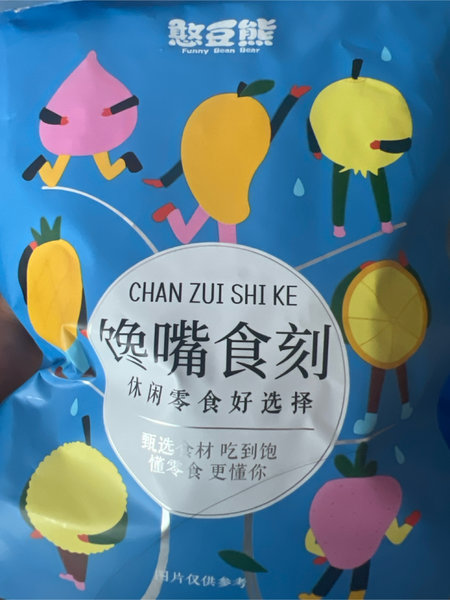 憨豆熊
Funny Bean Bear
CHAN ZUI SHI KE
馋嘴食刻
休闲零食好选择
甄选食材 吃到饱
懂零食 更懂你
图片仅供参考